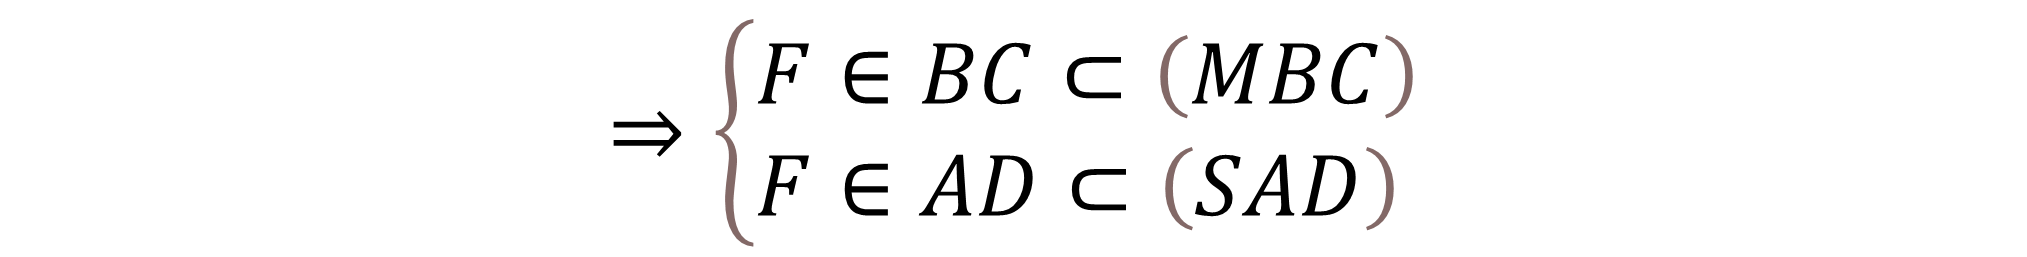 ⇒ { F ∈ BC ⊂ (MBC)
F ∈ AD ⊂ (SAD)